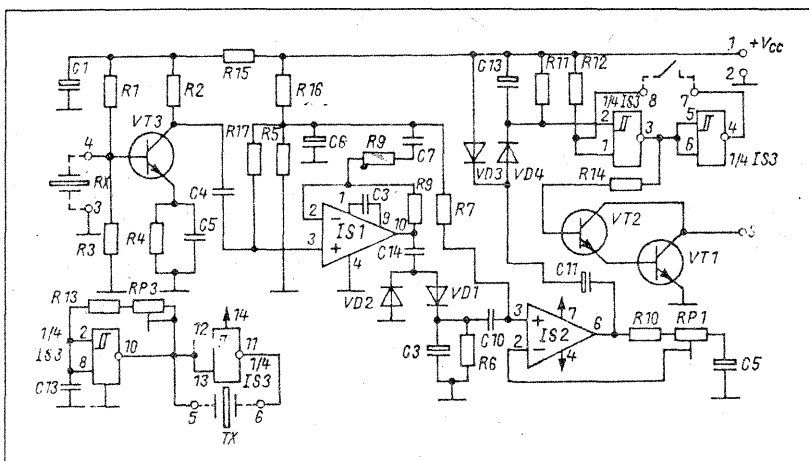 1 +Vcc
C1 R1 R2 R15 R16 C13 R11 R12 2
1/4 IS3 8 7
VT3 R17 R5 C6 R9 C7 2 II 3 5 II 4
4 1 6 1/4 IS3
RX VD3 VD4
3 C4 R14
R3 R4 C5 2 1 C3 9 10 R9 R7 VT2 VT1
3 IS1 4 C14
R13 RP3 VD2 VD1 C11
12 14
1/4 IS3 2 II 10 11 3 7 6 R10 RP1
8 13 1/4 IS3 C10 IS2
C13 C3 R6 2 4 C5
5 6
TX